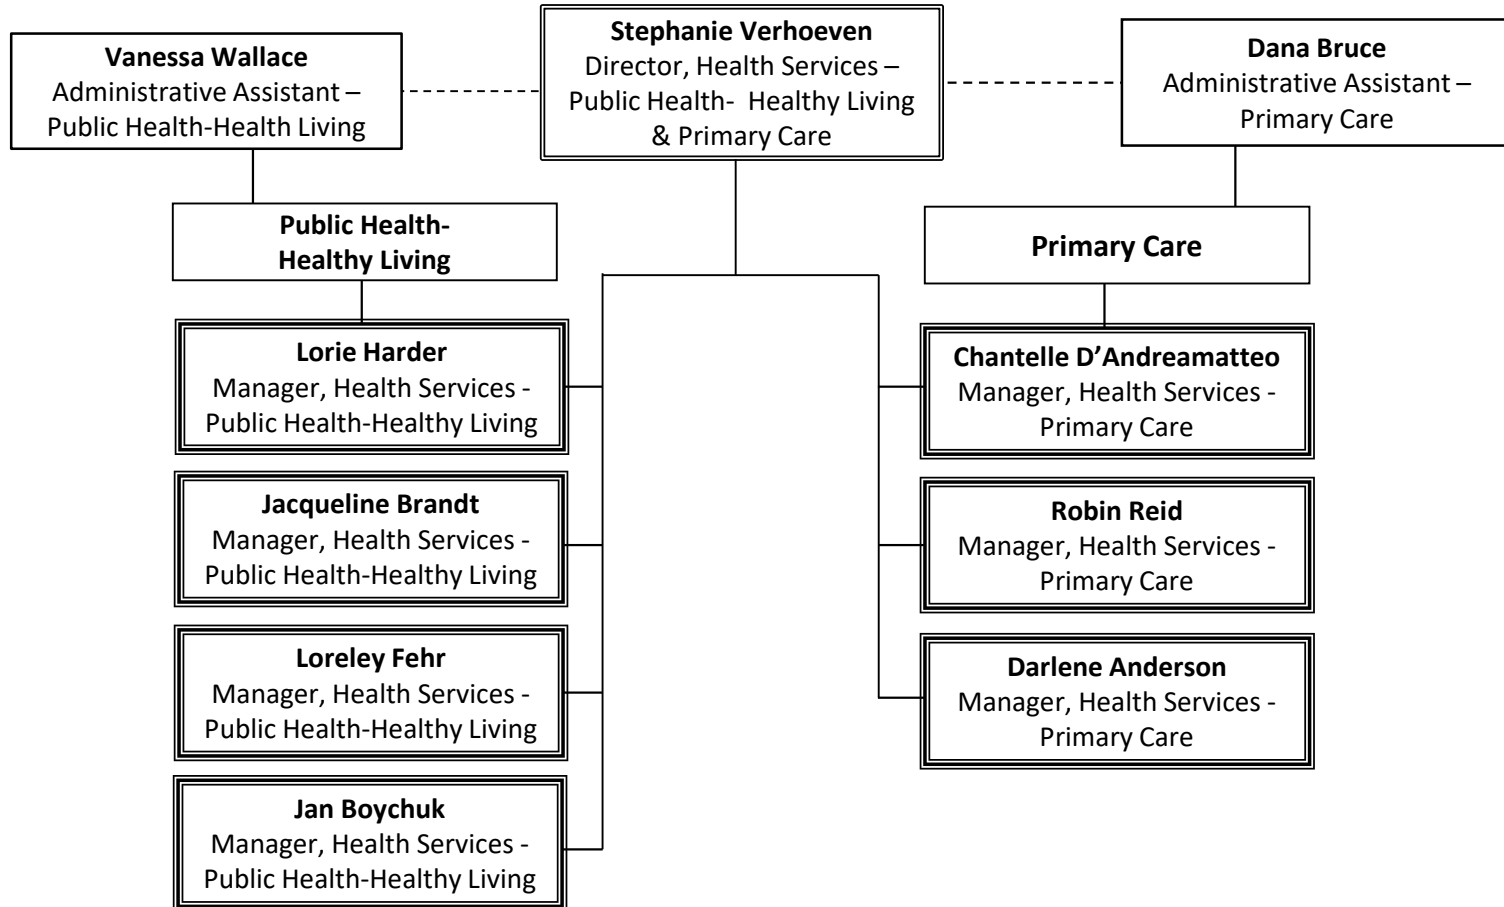 Vanessa Wallace
Administrative Assistant –
Public Health-Health Living
Stephanie Verhoeven
Director, Health Services –
Public Health-  Healthy Living
& Primary Care
Dana Bruce
Administrative Assistant –
Primary Care
Public Health-
Healthy Living
Primary Care
Lorie Harder
Manager, Health Services -
Public Health-Healthy Living
Jacqueline Brandt
Manager, Health Services -
Public Health-Healthy Living
Loreley Fehr
Manager, Health Services -
Public Health-Healthy Living
Jan Boychuk
Manager, Health Services -
Public Health-Healthy Living
Chantelle D’Andreamatteo
Manager, Health Services -
Primary Care
Robin Reid
Manager, Health Services -
Primary Care
Darlene Anderson
Manager, Health Services -
Primary Care